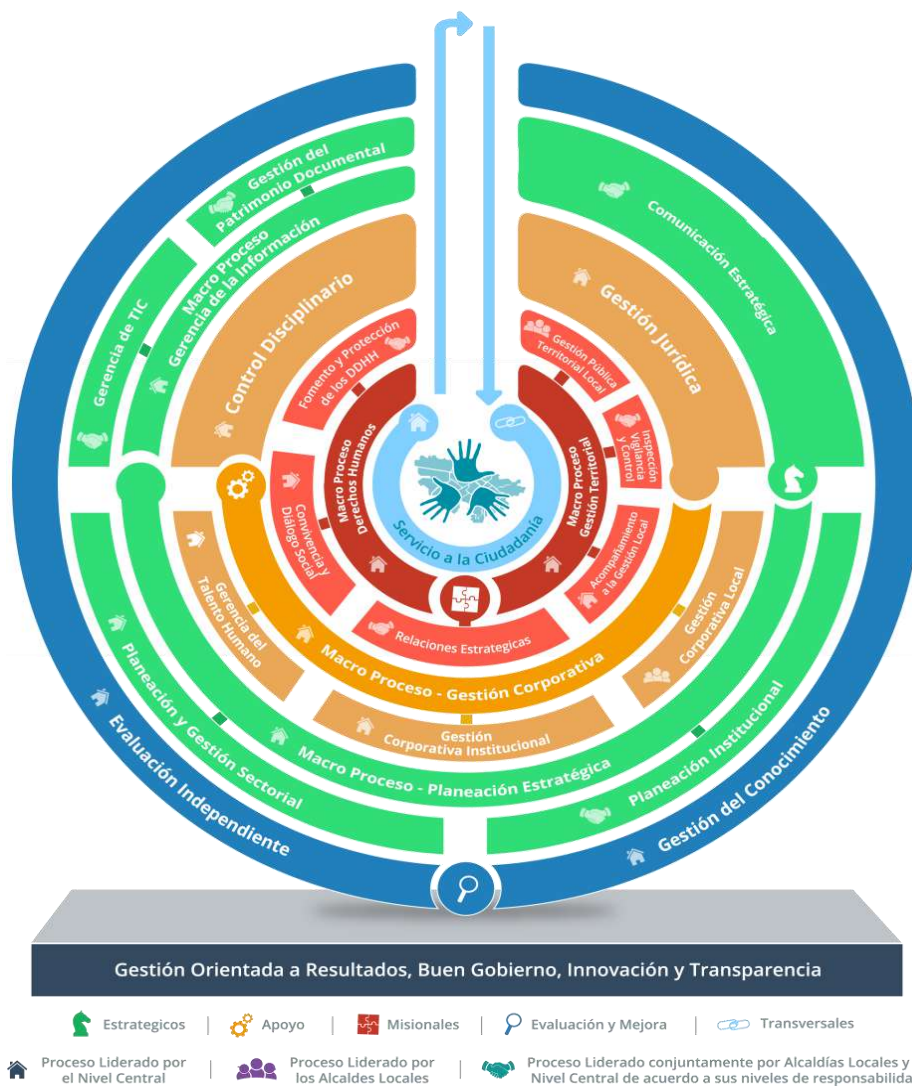 Gestión del
Patrimonio Documental
Macro Proceso
Gerencia de la Información
Gerencia de TIC
Control Disciplinario
Fomento y Protección
de los DDHH
Macro Proceso
Derechos Humanos
Convivencia y
Diálogo Social
Comunicación Estratégica
Gestión Jurídica
Gestión Pública
Territorial Local
Inspección
Vigilancia
y Control
Macro Proceso
Gestión Territorial
Acompañamiento
a la Gestión Local
Servicio a la Ciudadanía
Relaciones Estrategicas
Gerencia del
Talento Humano
Macro Proceso - Gestión Corporativa
Gestión
Corporativa Local
Gestión
Corporativa Institucional
Planeación y Gestión Sectorial
Macro Proceso - Planeación Estratégica
Planeación Institucional
Evaluación Independiente
Gestión del Conocimiento
Gestión Orientada a Resultados, Buen Gobierno, Innovación y Transparencia
Estrategicos | Apoyo | Misionales | Evaluación y Mejora | Transversales
Proceso Liderado por
el Nivel Central
Proceso Liderado por
los Alcaldes Locales
Proceso Liderado conjuntamente por Alcaldías Locales y
Nivel Central de acuerdo a sus niveles de responsabilida